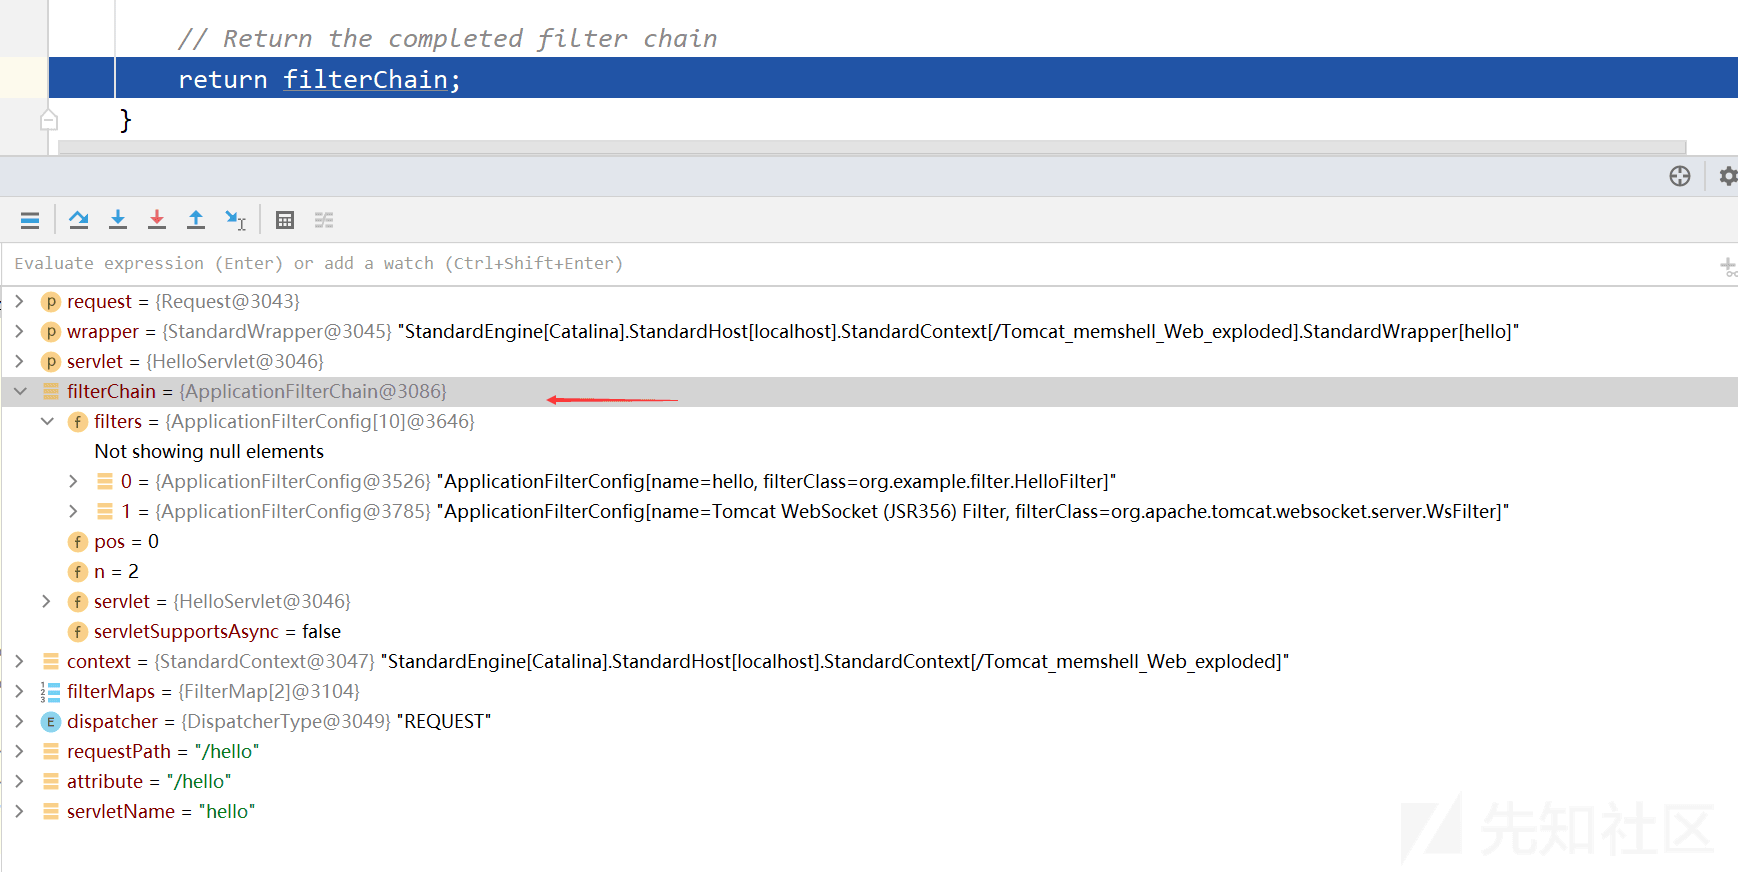 // Return the completed filter chain
return filterChain;
}
Evaluate expression (Enter) or add a watch (Ctrl+Shift+Enter)
p request = {Request@3043}
p wrapper = {StandardWrapper@3045} "StandardEngine[Catalina].StandardHost[localhost].StandardContext[/Tomcat_memshell_Web_exploded].StandardWrapper[hello]"
p servlet = {HelloServlet@3046}
filterChain = {ApplicationFilterChain@3086}
f filters = {ApplicationFilterConfig[10]@3646}
Not showing null elements
0 = {ApplicationFilterConfig@3526} "ApplicationFilterConfig[name=hello, filterClass=org.example.filter.HelloFilter]"
1 = {ApplicationFilterConfig@3785} "ApplicationFilterConfig[name=Tomcat WebSocket (JSR356) Filter, filterClass=org.apache.tomcat.websocket.server.WsFilter]"
f pos = 0
f n = 2
f servlet = {HelloServlet@3046}
f servletSupportsAsync = false
context = {StandardContext@3047} "StandardEngine[Catalina].StandardHost[localhost].StandardContext[/Tomcat_memshell_Web_exploded]"
filterMaps = {FilterMap[2]@3104}
E dispatcher = {DispatcherType@3049} "REQUEST"
requestPath = "/hello"
attribute = "/hello"
servletName = "hello"
先知社区